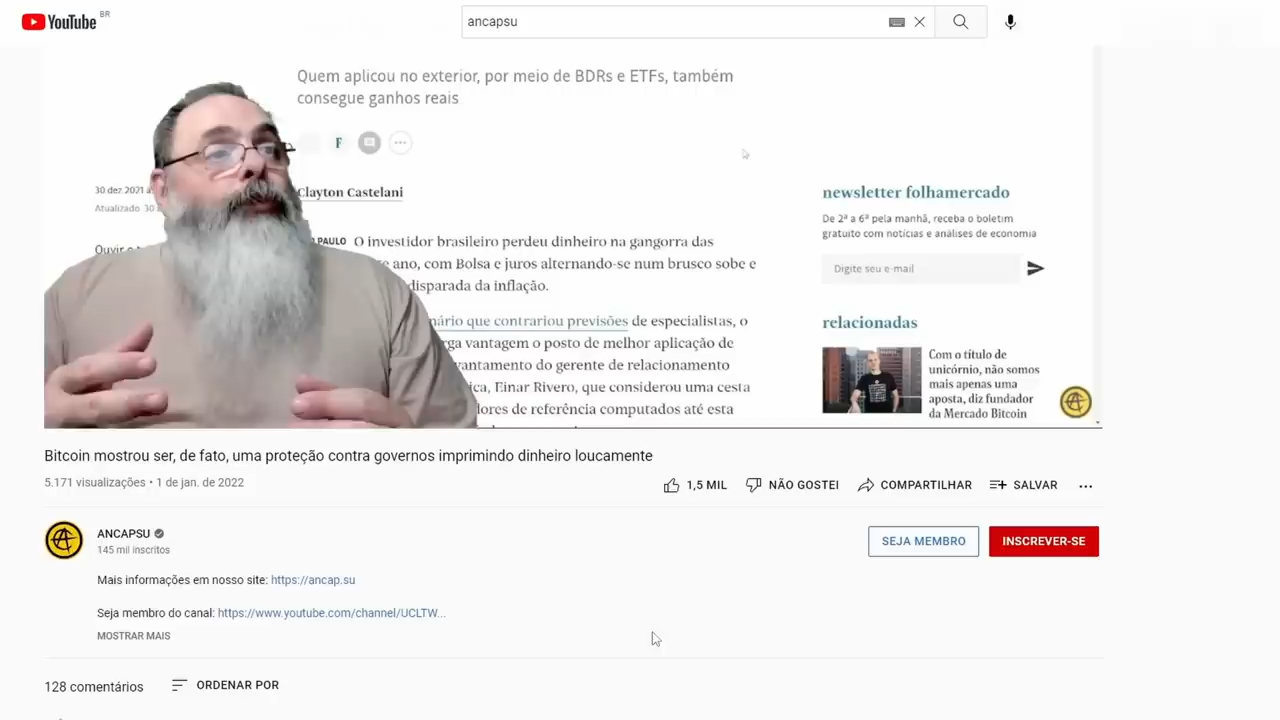 YouTube BR
ancapsu
Quem aplicou no exterior, por meio de BDRs e ETFs, também
consegue ganhos reais
F
30 dez.2021 à
Atualizado 30
Clayton Castelani
Ouvir o
PAULO O investidor brasileiro perdeu dinheiro na gangorra das
e ano, com Bolsa e juros alternando-se num brusco sobe e
disparada da inflação.
nário que contrariou previsões de especialistas, o
rga vantagem o posto de melhor aplicação de
vantamento do gerente de relacionamento
ica, Einar Rivero, que considerou uma cesta
dores de referência computados até esta
newsletter folhamercado
De 2ª a 6ª pela manhã, receba o boletim
gratuito com notícias e análises de economia
Digite seu e-mail
relacionadas
Com o título de
unicórnio, não somos
mais apenas uma
aposta, diz fundador
da Mercado Bitcoin
Bitcoin mostrou ser, de fato, uma proteção contra governos imprimindo dinheiro loucamente
5.171 visualizações • 1 de jan. de 2022
1,5 MIL
NÃO GOSTEI
COMPARTILHAR
SALVAR
ANCAPSU
145 mil inscritos
SEJA MEMBRO
INSCREVER-SE
Mais informações em nosso site: https://ancap.su
Seja membro do canal: https://www.youtube.com/channel/UCLTW...
MOSTRAR MAIS
128 comentários
ORDENAR POR